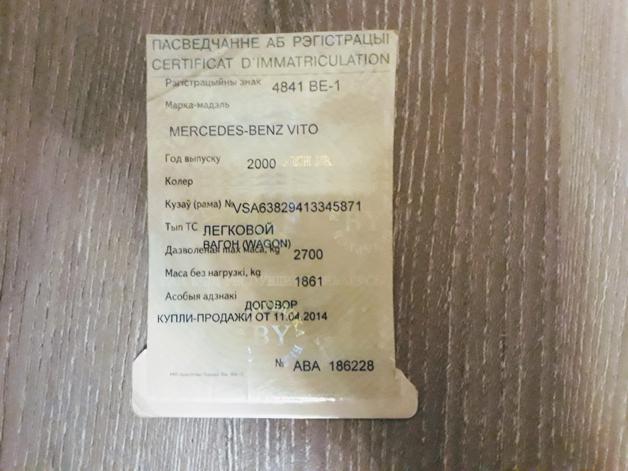 ПАСВЕДЧАННЕ АБ РЭГІСТРАЦЫІ
CERTIFICAT D'IMMATRICULATION
Рэгістрацыйны знак 4841 BE-1
Марка-мадэль
MERCEDES-BENZ VITO
Год выпуску 2000
Колер
Кузаў (рама) № VSA63829413345871
Тып ТС ЛЕГКОВОЙ
ВАГОН (WAGON)
Дазволеная max маса, kg 2700
Маса без нагрузкі, kg 1861
Асобыя адзнакі ДОГОВОР
КУПЛИ-ПРОДАЖИ ОТ 11.04.2014
BY
№ ABA 186228